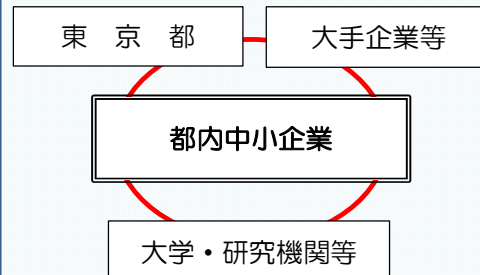 東　京　都
大手企業等
都内中小企業
大学・研究機関等